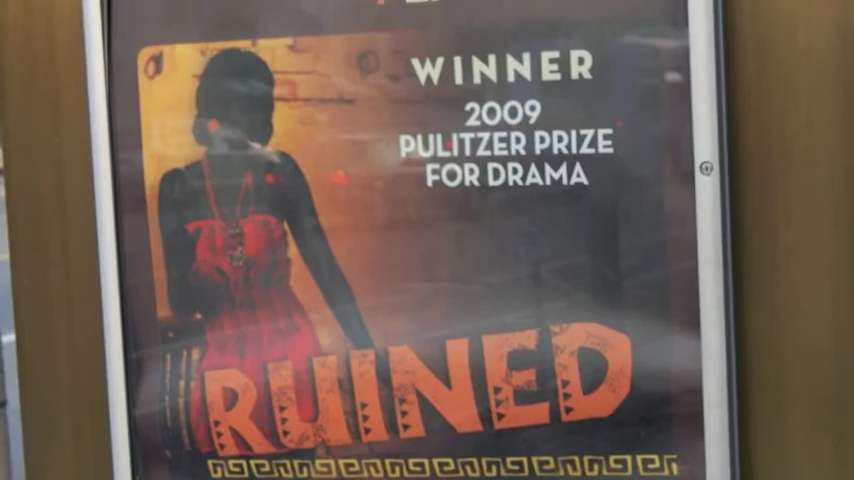 WINNER
2009
PULITZER PRIZE
FOR DRAMA
RUINED